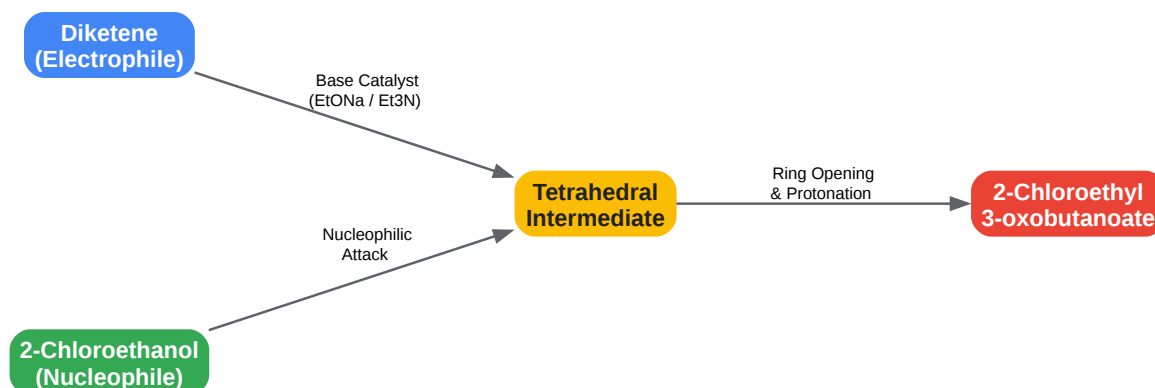 Diketene
(Electrophile)
Base Catalyst
(EtONa / Et3N)
Tetrahedral
Intermediate
Ring Opening
& Protonation
2-Chloroethyl
3-oxobutanoate
Nucleophilic
Attack
2-Chloroethanol
(Nucleophile)